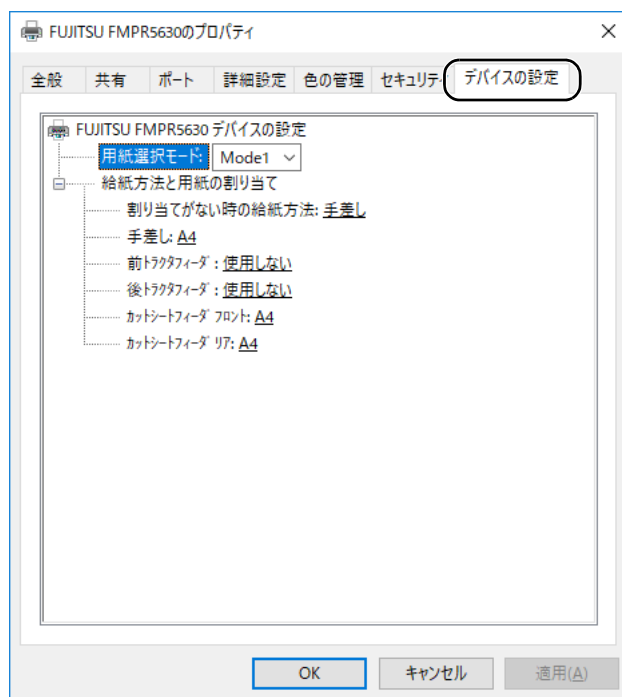 FUJITSU FMPR5630のプロパティ
全般 共有 ポート 詳細設定 色の管理 セキュリティ デバイスの設定
FUJITSU FMPR5630 デバイスの設定
用紙選択モード: Mode1
給紙方法と用紙の割り当て
割り当てがない時の給紙方法: 手差し
手差し: A4
前ﾄﾗｸﾀﾌｨｰﾀﾞ : 使用しない
後ﾄﾗｸﾀﾌｨｰﾀﾞ : 使用しない
ｶｯﾄｼｰﾄﾌｨｰﾀﾞ ﾌﾛﾝﾄ: A4
ｶｯﾄｼｰﾄﾌｨｰﾀﾞ ﾘｱ: A4
OK キャンセル 適用(A)